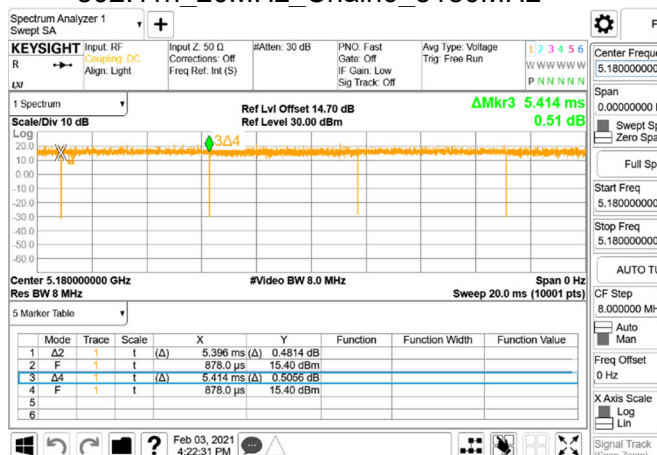 Spectrum Analyzer 1
Swept SA
KEYSIGHT
R
Input: RF
Coupling: DC
Align: Light
Input Z: 50 Ω
Corrections: Off
Freq Ref: Int (S)
#Atten: 30 dB
PNO: Fast
Gate: Off
IF Gain: Low
Sig Track: Off
Avg Type: Voltage
Trig: Free Run
1 2 3 4 5 6
W W W W W W
P N N N N N
LXI
1 Spectrum
Scale/Div 10 dB
Ref Lvl Offset 14.70 dB
Ref Level 30.00 dBm
ΔMkr3 5.414 ms
0.51 dB
Log
20.0
10.0
0.00
-10.0
-20.0
-30.0
-40.0
-50.0
-60.0
3Δ4
Center 5.180000000 GHz
#Video BW 8.0 MHz
Span 0 Hz
Res BW 8 MHz
Sweep 20.0 ms (10001 pts)
5 Marker Table
Mode Trace Scale X Y Function Function Width Function Value
1 Δ2 1 t (Δ) 5.396 ms (Δ) 0.4814 dB
2 F 1 t 878.0 µs 15.40 dBm
3 Δ4 1 t (Δ) 5.414 ms (Δ) 0.5056 dB
4 F 1 t 878.0 µs 15.40 dBm
5
6
Feb 03, 2021
4:22:31 PM
Center Freque
5.180000000
Span
0.00000000
Swept Sp
Zero Spa
Full Sp
Start Freq
5.180000000
Stop Freq
5.180000000
AUTO TU
CF Step
8.000000 MH
Auto
Man
Freq Offset
0 Hz
X Axis Scale
Log
Lin
Signal Track